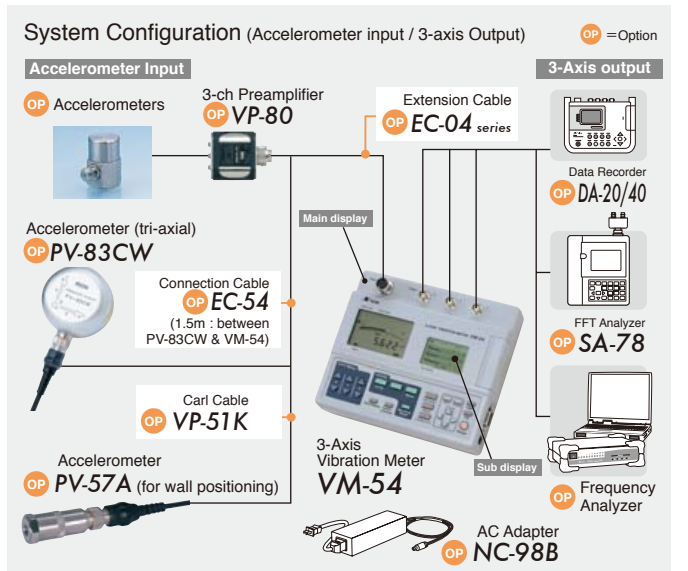 System Configuration (Accelerometer input / 3-axis Output)
OP =Option
Accelerometer Input
3-Axis output
OP Accelerometers
3-ch Preamplifier
OP VP-80
Extension Cable
OP EC-04 series
Data Recorder
OP DA-20/40
Accelerometer (tri-axial)
OP PV-83CW
Main display
Connection Cable
OP EC-54
(1.5m : between
PV-83CW & VM-54)
FFT Analyzer
OP SA-78
Carl Cable
OP VP-51K
5.622
3-Axis
Vibration Meter
VM-54
Sub display
Accelerometer
OP PV-57A (for wall positioning)
OP Frequency
Analyzer
AC Adapter
OP NC-98B